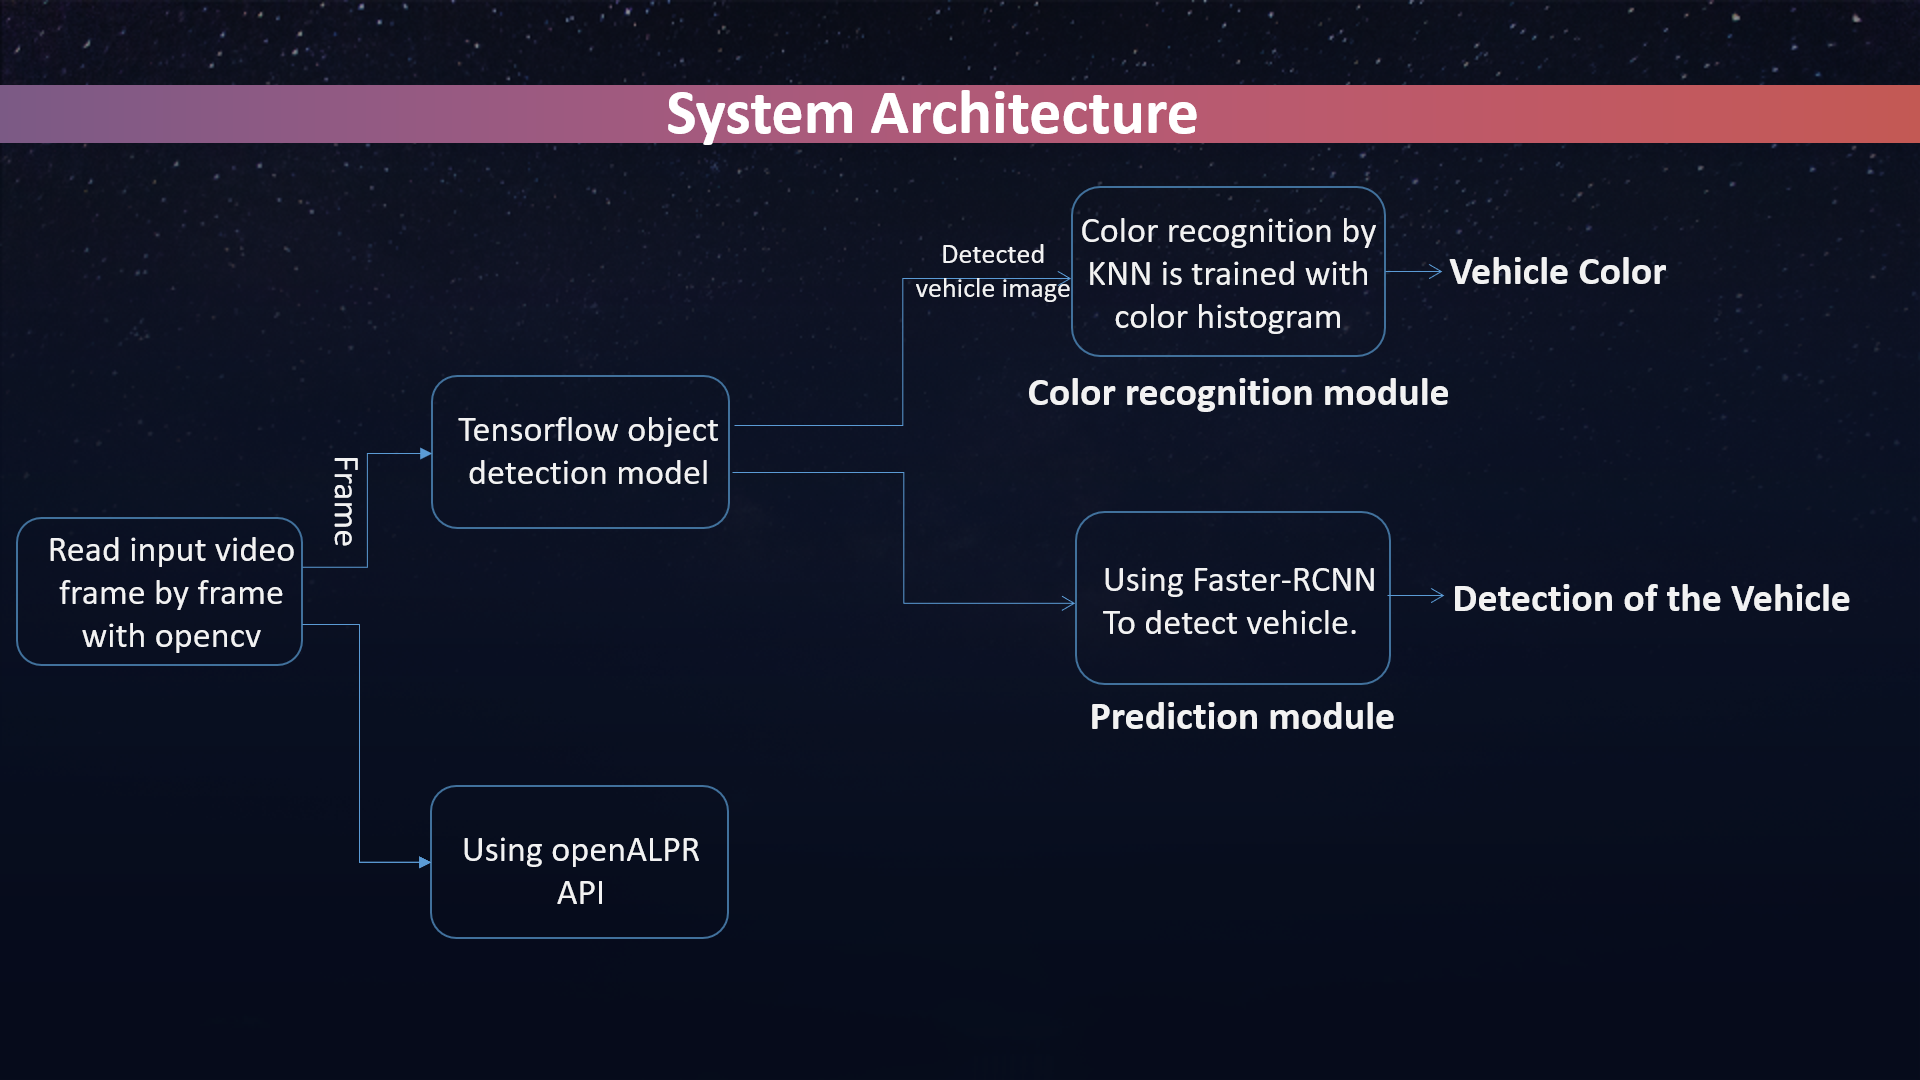 System Architecture
Detected
vehicle image
Color recognition by
KNN is trained with
color histogram
Vehicle Color
Color recognition module
Tensorflow object
detection model
Frame
Read input video
frame by frame
with opencv
Using Faster-RCNN
To detect vehicle.
Detection of the Vehicle
Prediction module
Using openALPR
API